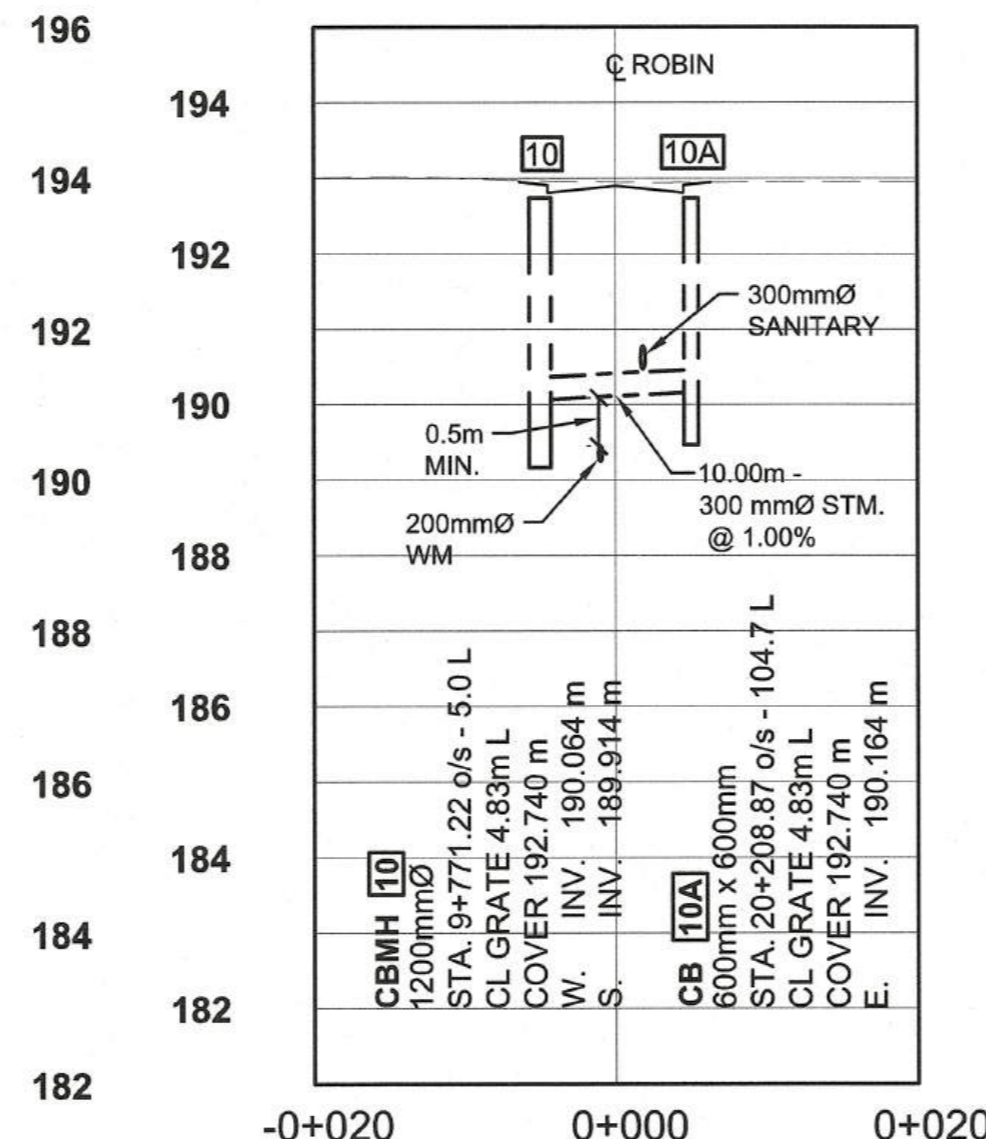 196
℄ ROBIN
194
10
10A
194
192
300mmØ
SANITARY
192
190
0.5m
MIN.
10.00m -
300 mmØ STM.
@ 1.00%
190
200mmØ
WM
188
188
186
186
184
184
182
182
CBMH 10
1200mmØ
STA. 9+771.22 o/s - 5.0 L
CL GRATE 4.83m L
COVER 192.740 m
W. INV. 190.064 m
S. INV. 189.914 m
CB 10A
600mm x 600mm
STA. 20+208.87 o/s - 104.7 L
CL GRATE 4.83m L
COVER 192.740 m
E. INV. 190.164 m
-0+020
0+000
0+020